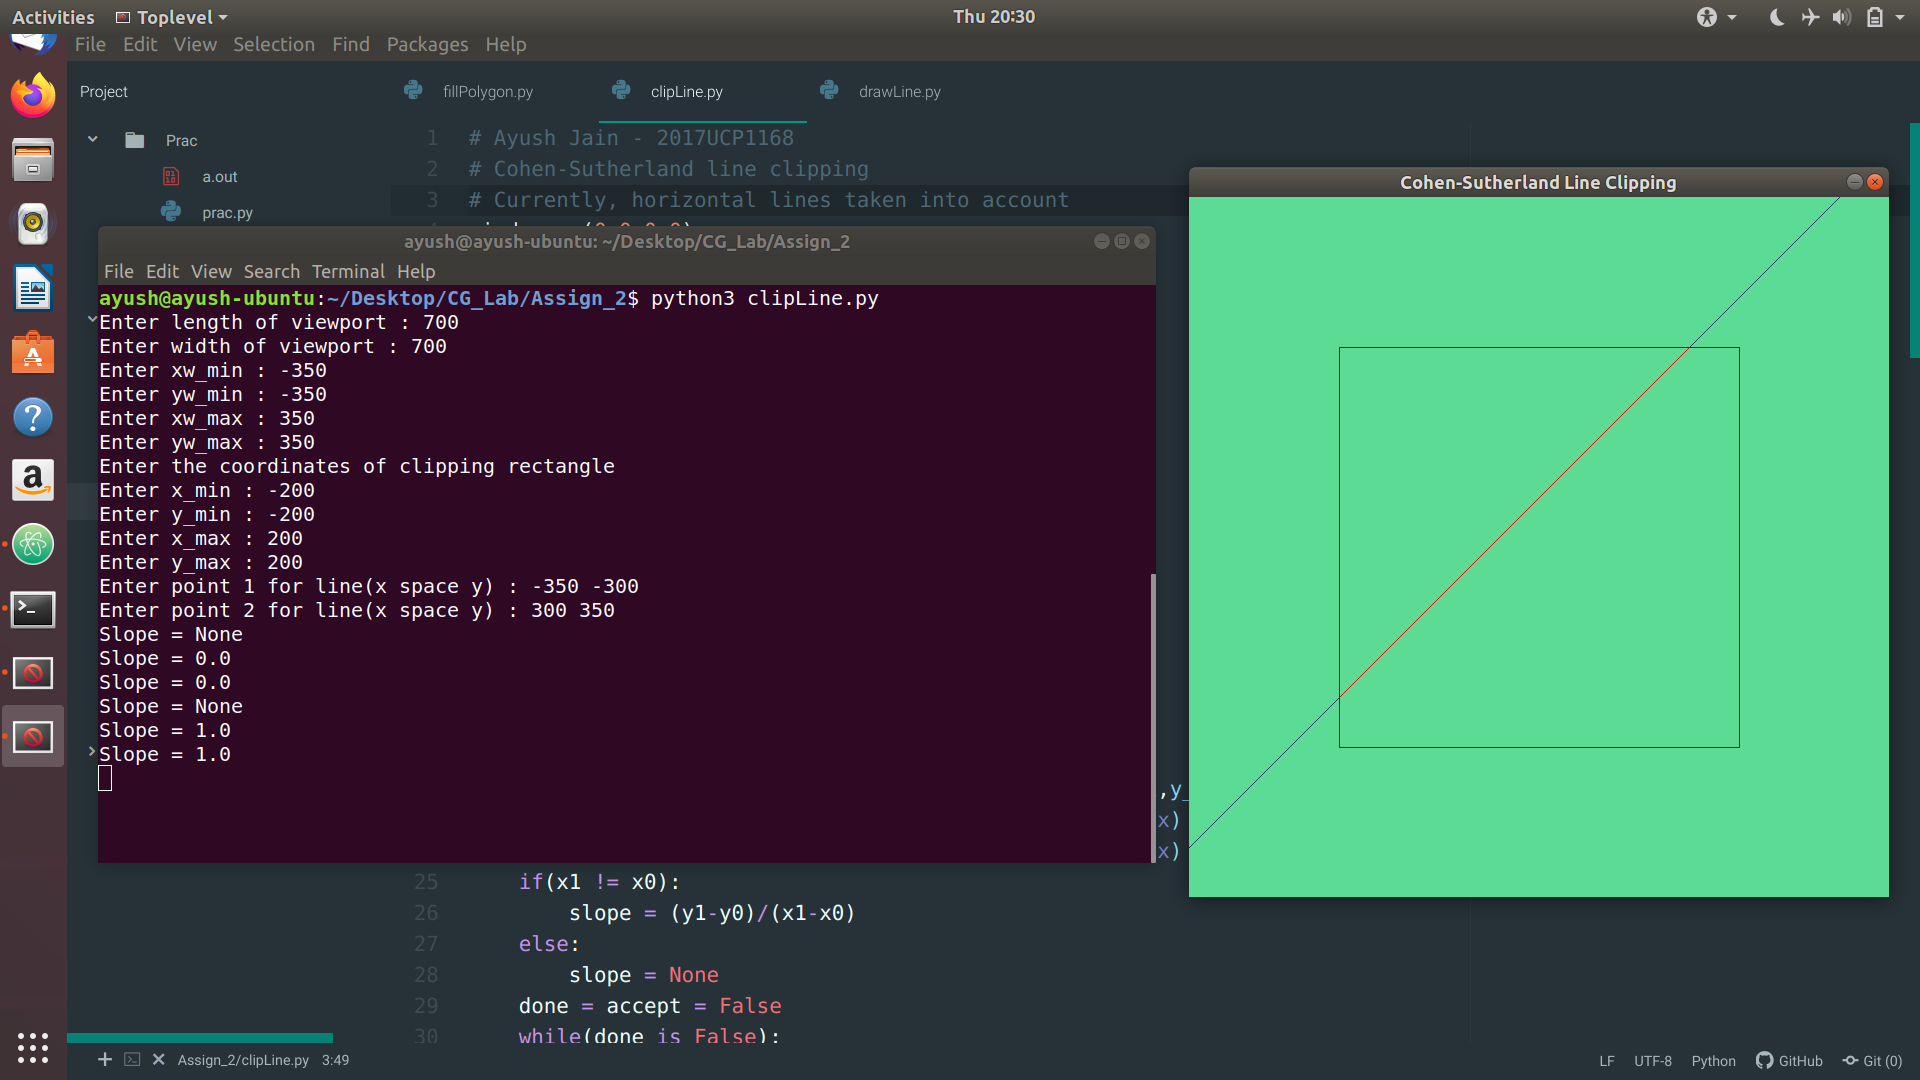 Activities Toplevel Thu 20:30
File Edit View Selection Find Packages Help
Project fillPolygon.py clipLine.py drawLine.py
Prac
a.out
prac.py
1 # Ayush Jain - 2017UCP1168
2 # Cohen-Sutherland line clipping
3 # Currently, horizontal lines taken into account
ayush@ayush-ubuntu: ~/Desktop/CG_Lab/Assign_2
File Edit View Search Terminal Help
ayush@ayush-ubuntu:~/Desktop/CG_Lab/Assign_2$ python3 clipLine.py
Enter length of viewport : 700
Enter width of viewport : 700
Enter xw_min : -350
Enter yw_min : -350
Enter xw_max : 350
Enter yw_max : 350
Enter the coordinates of clipping rectangle
Enter x_min : -200
Enter y_min : -200
Enter x_max : 200
Enter y_max : 200
Enter point 1 for line(x space y) : -350 -300
Enter point 2 for line(x space y) : 300 350
Slope = None
Slope = 0.0
Slope = 0.0
Slope = None
Slope = 1.0
Slope = 1.0
Cohen-Sutherland Line Clipping
,y_
x)
x)
25 if(x1 != x0):
26 slope = (y1-y0)/(x1-x0)
27 else:
28 slope = None
29 done = accept = False
30 while(done is False):
Assign_2/clipLine.py 3:49
LF UTF-8 Python GitHub Git (0)